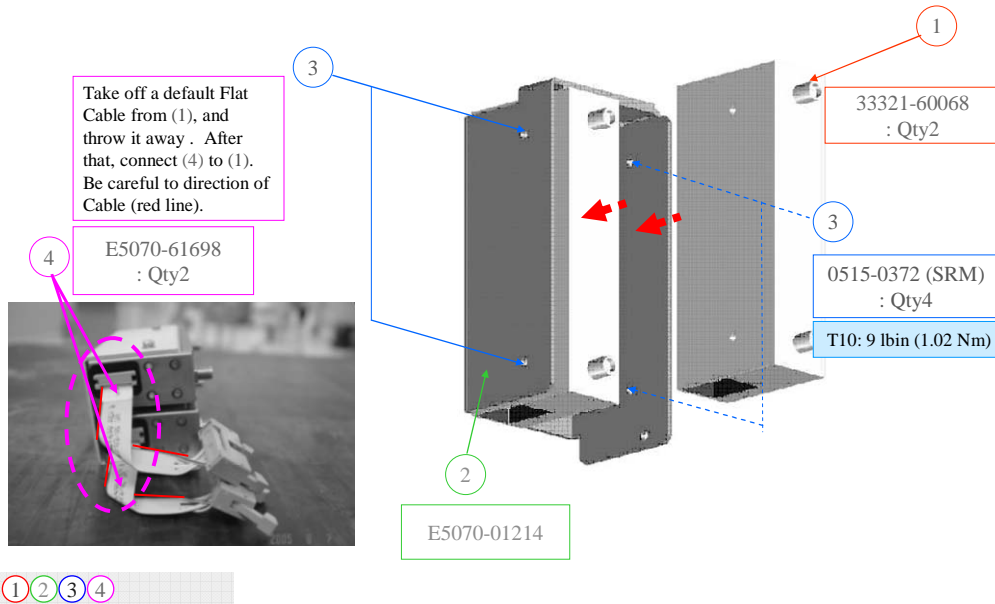 1
3
Take off a default Flat
Cable from (1), and
throw it away . After
that, connect (4) to (1).
Be careful to direction of
Cable (red line).
33321-60068
: Qty2
3
4
E5070-61698
: Qty2
0515-0372 (SRM)
: Qty4
T10: 9 lbin (1.02 Nm)
2
E5070-01214
1 2 3 4